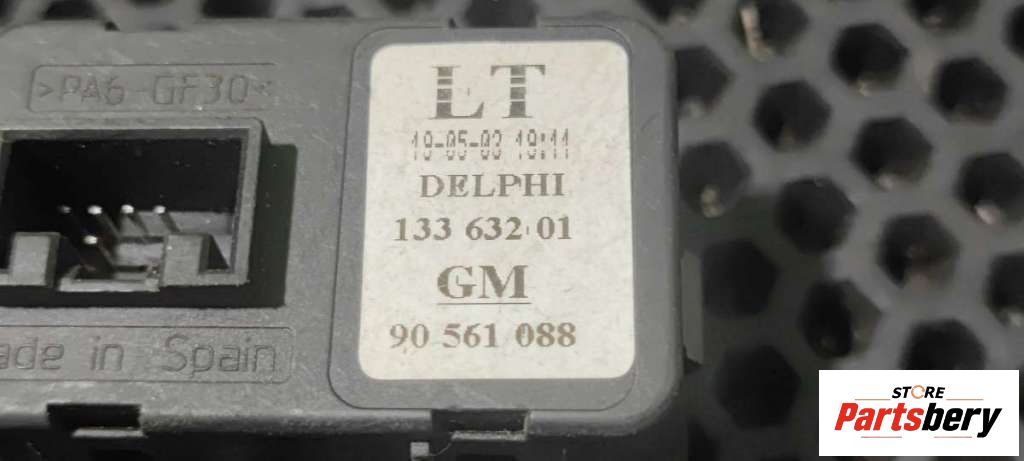 >PA6-GF30<
LT
19-05-03 19:11
DELPHI
133 632 01
GM
90 561 088
ade in Spain
STORE
Partsbery